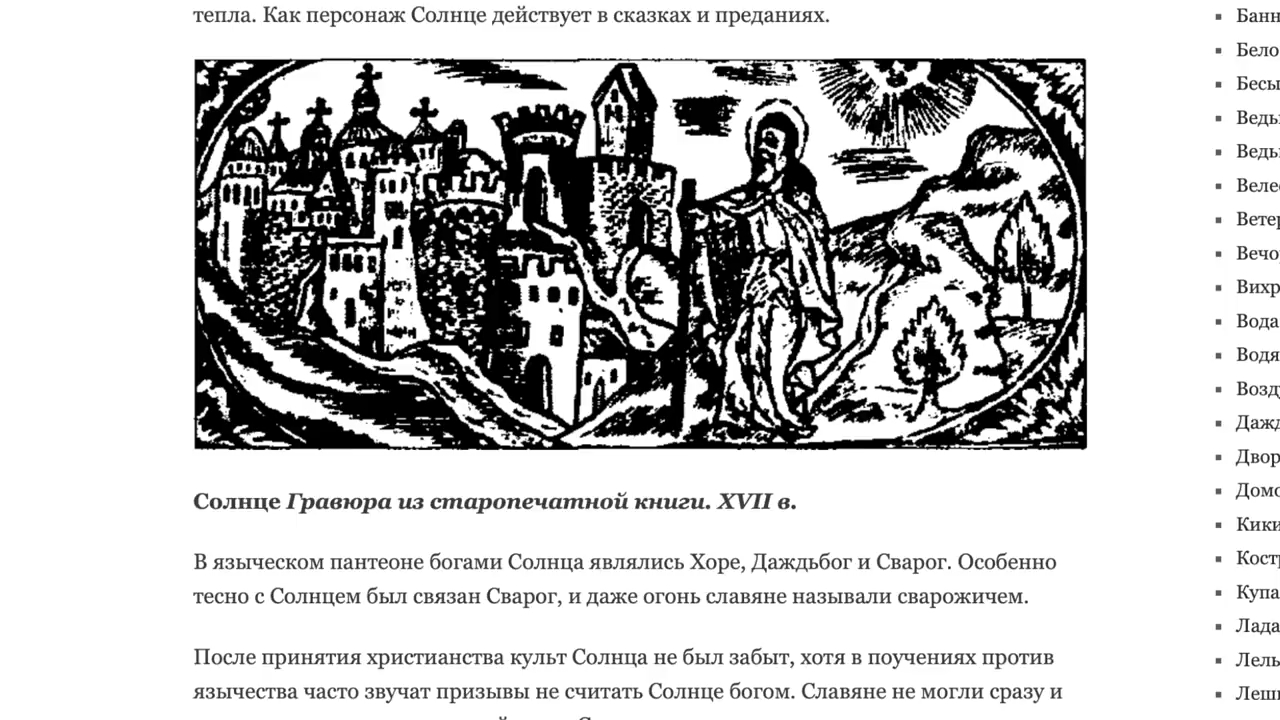 тепла. Как персонаж Солнце действует в сказках и преданиях.
Солнце Гравюра из старопечатной книги. XVII в.
В языческом пантеоне богами Солнца являлись Хоре, Даждьбог и Сварог. Особенно
тесно с Солнцем был связан Сварог, и даже огонь славяне называли сварожичем.
После принятия христианства культ Солнца не был забыт, хотя в поучениях против
язычества часто звучат призывы не считать Солнце богом. Славяне не могли сразу и
Банн
Бело
Бесы
Ведь
Ведь
Веле
Ветер
Вечо
Вихр
Вода
Водя
Возд
Дажд
Двор
Домо
Кики
Кост
Купа
Лада
Лель
Леш